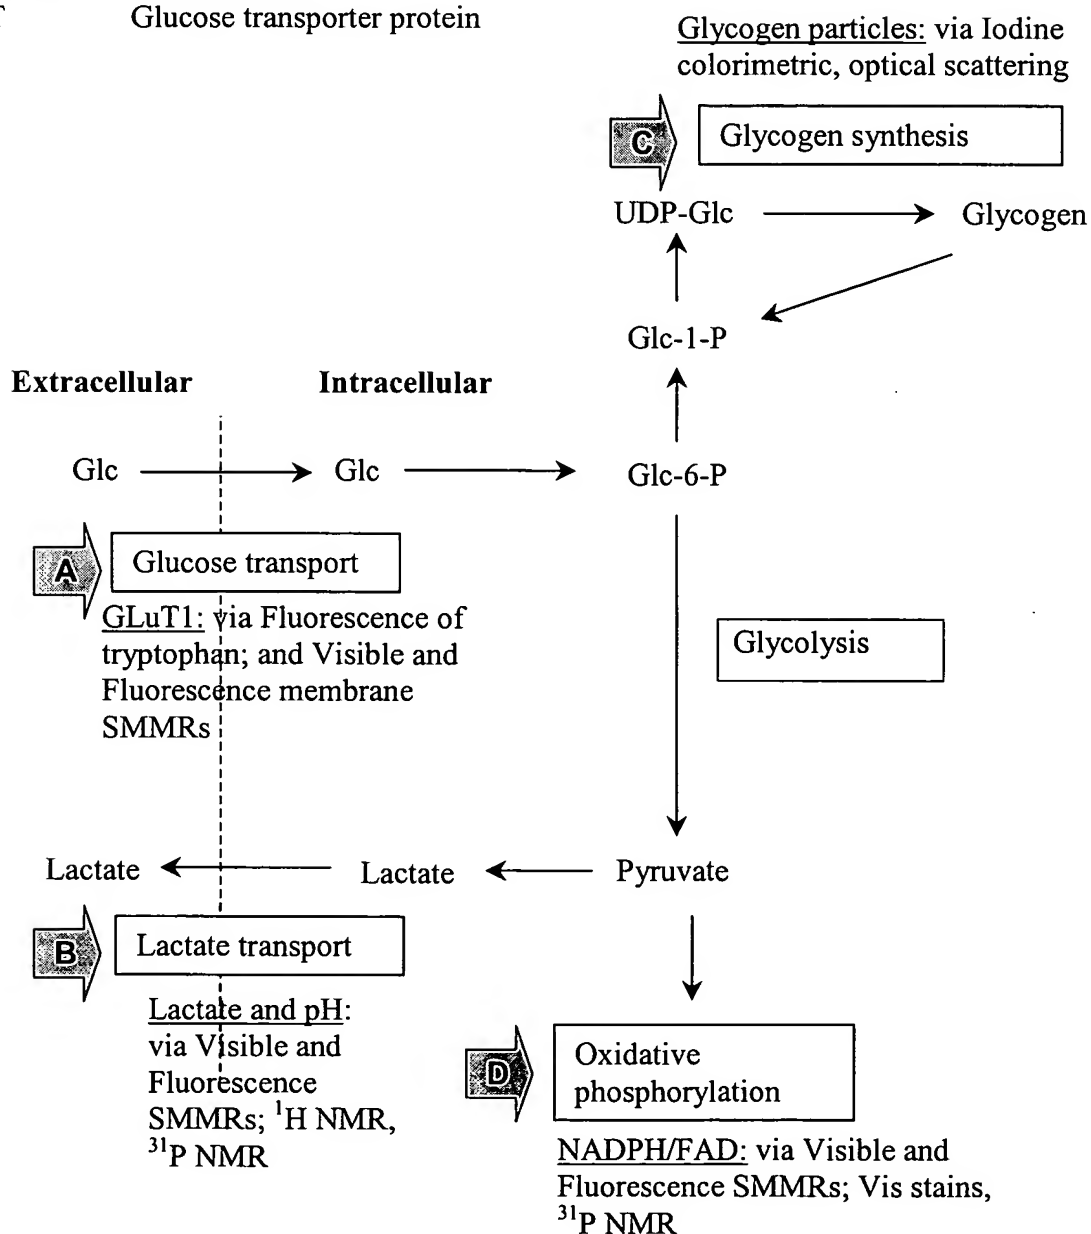 Glucose transporter protein
Glycogen particles: via Iodine
colorimetric, optical scattering
C
Glycogen synthesis
UDP-Glc
Glycogen
Glc-1-P
Extracellular
Intracellular
Glc
Glc
Glc-6-P
A
Glucose transport
GLuT1: via Fluorescence of
tryptophan; and Visible and
Fluorescence membrane
SMMRs
Glycolysis
Lactate
Lactate
Pyruvate
B
Lactate transport
Lactate and pH:
via Visible and
Fluorescence
SMMRs; ¹H NMR,
³¹P NMR
D
Oxidative
phosphorylation
NADPH/FAD: via Visible and
Fluorescence SMMRs; Vis stains,
³¹P NMR